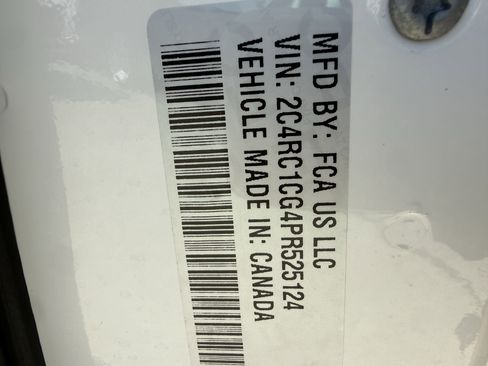 MFD BY: FCA US LLC
VIN: 2C4RC1CG4PR525124
VEHICLE MADE IN: CANADA